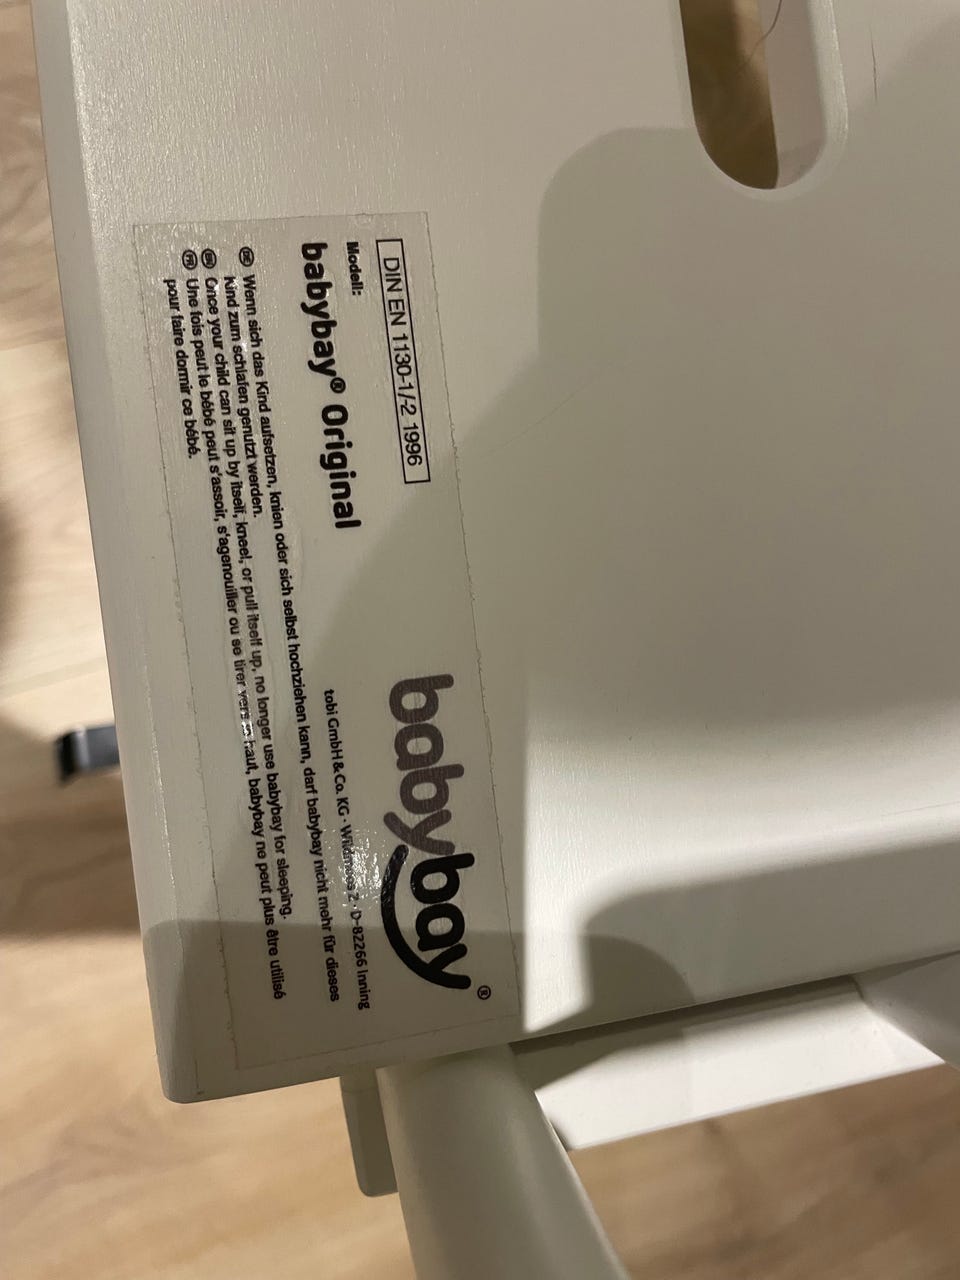 DIN EN 1130-1/-2 1996
babybay®
Modell:
babybay® Original
tobi GmbH & Co. KG · 2 · D-82266 Inning
DE Wenn sich das Kind aufsetzen, knien oder sich selbst hochziehen kann, darf babybay nicht mehr für dieses
Kind zum schlafen genutzt werden.
EN Once your child can sit up by itself, kneel, or pull itself up, no longer use babybay for sleeping.
FR Une fois peut le bébé peut s'assoir, s'agenouiller ou se tirer vers le haut, babybay ne peut plus être utilisé
pour faire dormir ce bébé.